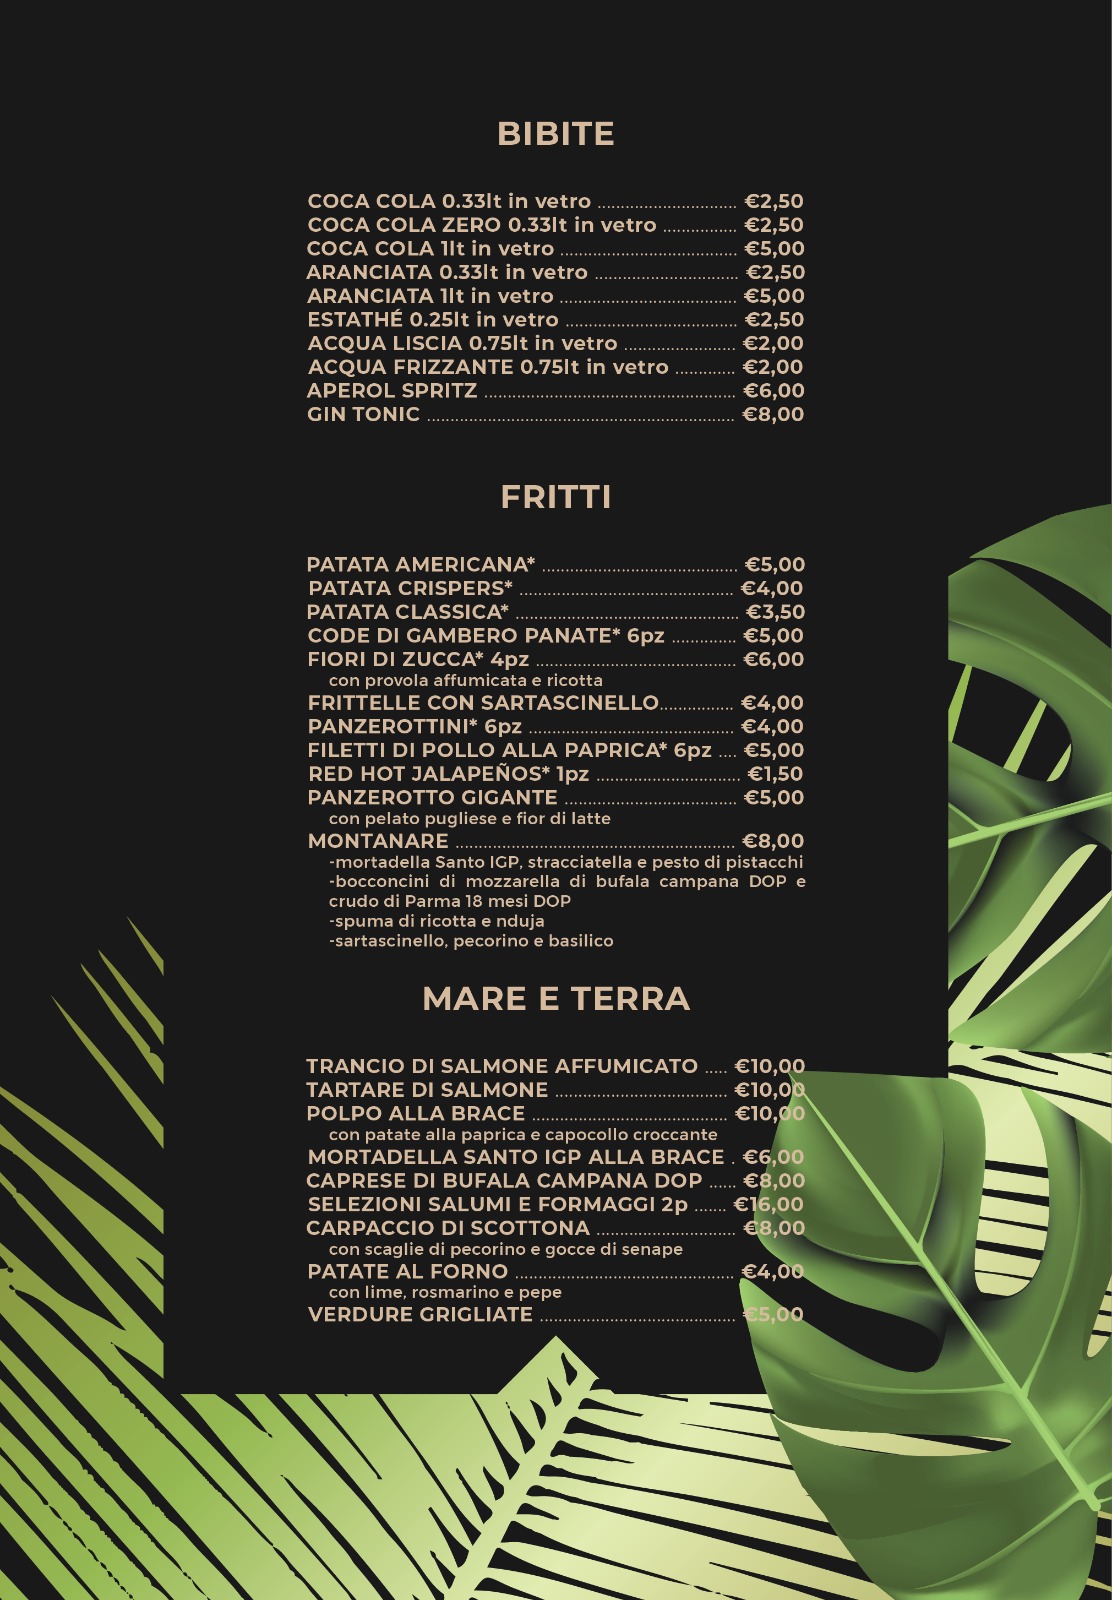 BIBITE
COCA COLA 0.33lt in vetro .............................. €2,50
COCA COLA ZERO 0.33lt in vetro ................ €2,50
COCA COLA 1lt in vetro ...................................... €5,00
ARANCIATA 0.33lt in vetro ............................... €2,50
ARANCIATA 1lt in vetro ...................................... €5,00
ESTATHÉ 0.25lt in vetro ..................................... €2,50
ACQUA LISCIA 0.75lt in vetro ........................ €2,00
ACQUA FRIZZANTE 0.75lt in vetro ............. €2,00
APEROL SPRITZ ...................................................... €6,00
GIN TONIC .................................................................. €8,00
FRITTI
PATATA AMERICANA* .......................................... €5,00
PATATA CRISPERS* .............................................. €4,00
PATATA CLASSICA* ................................................ €3,50
CODE DI GAMBERO PANATE* 6pz .............. €5,00
FIORI DI ZUCCA* 4pz ........................................... €6,00
con provola affumicata e ricotta
FRITTELLE CON SARTASCINELLO................ €4,00
PANZEROTTINI* 6pz ............................................ €4,00
FILETTI DI POLLO ALLA PAPRICA* 6pz .... €5,00
RED HOT JALAPEÑOS* 1pz ............................... €1,50
PANZEROTTO GIGANTE ..................................... €5,00
con pelato pugliese e fior di latte
MONTANARE ............................................................ €8,00
-mortadella Santo IGP, stracciatella e pesto di pistacchi
-bocconcini di mozzarella di bufala campana DOP e
crudo di Parma 18 mesi DOP
-spuma di ricotta e nduja
-sartascinello, pecorino e basilico
MARE E TERRA
TRANCIO DI SALMONE AFFUMICATO ..... €10,00
TARTARE DI SALMONE ..................................... €10,00
POLPO ALLA BRACE .......................................... €10,00
con patate alla paprica e capocollo croccante
MORTADELLA SANTO IGP ALLA BRACE . €6,00
CAPRESE DI BUFALA CAMPANA DOP ...... €8,00
SELEZIONI SALUMI E FORMAGGI 2p ....... €16,00
CARPACCIO DI SCOTTONA .............................. €8,00
con scaglie di pecorino e gocce di senape
PATATE AL FORNO ............................................... €4,00
con lime, rosmarino e pepe
VERDURE GRIGLIATE .......................................... €5,00